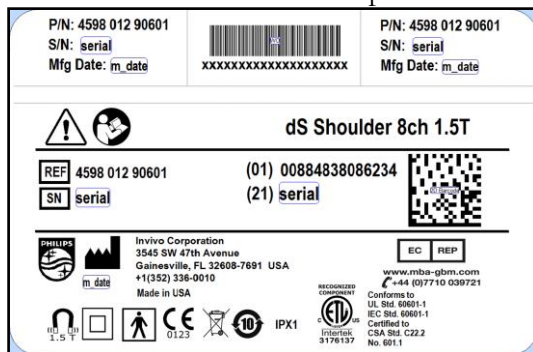 P/N: 4598 012 90601
S/N: serial
Mfg Date: m_date
XXXXXXXXXXXXXXXXXXXX
P/N: 4598 012 90601
S/N: serial
Mfg Date: m_date
dS Shoulder 8ch 1.5T
REF 4598 012 90601
SN serial
(01) 00884838086234
(21) serial
PHILIPS
m_date
Invivo Corporation
3545 SW 47th Avenue
Gainesville, FL 32608-7691 USA
+1(352) 336-0010
Made in USA
EC REP
www.mba-gbm.com
+44 (0)7710 039721
1.5 T
CE 0123
10
IPX1
RECOGNIZED COMPONENT
ETL
C US
Intertek
3176137
Conforms to
UL Std. 60601-1
IEC Std. 60601-1
Certified to
CSA Std. C22.2
No. 601.1